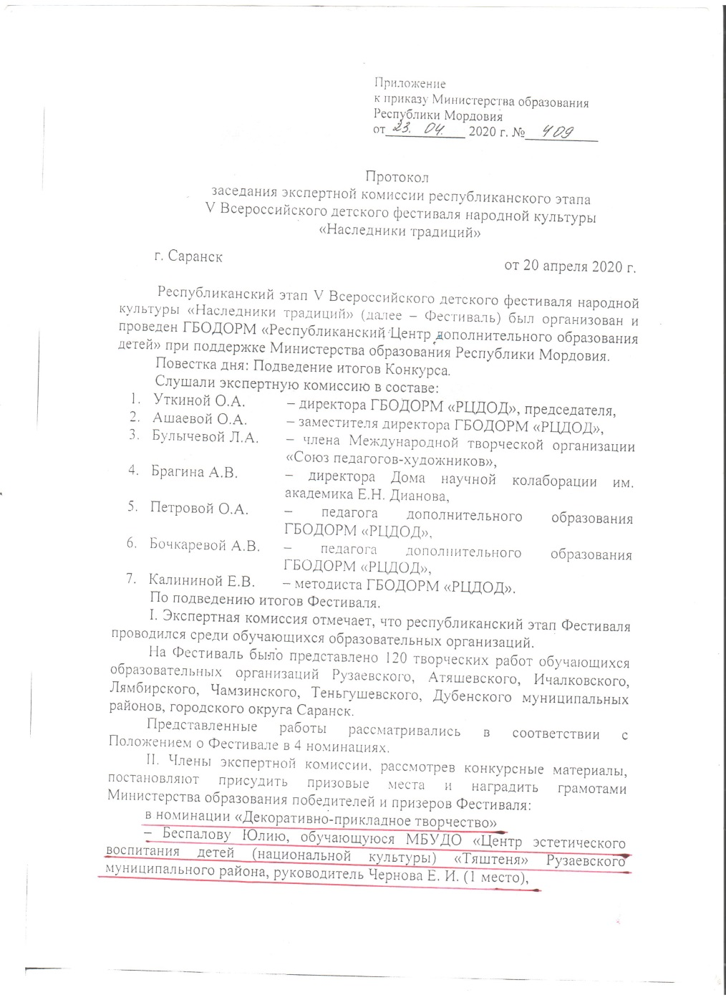 Приложение
к приказу Министерства образования
Республики Мордовия
от 23. 04. 2020 г. № 409
Протокол
заседания экспертной комиссии республиканского этапа
V Всероссийского детского фестиваля народной культуры
«Наследники традиций»
г. Саранск от 20 апреля 2020 г.
Республиканский этап V Всероссийского детского фестиваля народной
культуры «Наследники традиций» (далее – Фестиваль) был организован и
проведен ГБОДОРМ «Республиканский Центр дополнительного образования
детей» при поддержке Министерства образования Республики Мордовия.
Повестка дня: Подведение итогов Конкурса.
Слушали экспертную комиссию в составе:
1. Уткиной О.А. – директора ГБОДОРМ «РЦДОД», председателя,
2. Ашаевой О.А. – заместителя директора ГБОДОРМ «РЦДОД»,
3. Булычевой Л.А. – члена Международной творческой организации
«Союз педагогов-художников»,
4. Брагина А.В. – директора Дома научной колаборации им.
академика Е.Н. Дианова,
5. Петровой О.А. – педагога дополнительного образования
ГБОДОРМ «РЦДОД»,
6. Бочкаревой А.В. – педагога дополнительного образования
ГБОДОРМ «РЦДОД»,
7. Калининой Е.В. – методиста ГБОДОРМ «РЦДОД».
По подведению итогов Фестиваля.
I. Экспертная комиссия отмечает, что республиканский этап Фестиваля
проводился среди обучающихся образовательных организаций.
На Фестиваль было представлено 120 творческих работ обучающихся
образовательных организаций Рузаевского, Атяшевского, Ичалковского,
Лямбирского, Чамзинского, Теньгушевского, Дубенского муниципальных
районов, городского округа Саранск.
Представленные работы рассматривались в соответствии с
Положением о Фестивале в 4 номинациях.
II. Члены экспертной комиссии, рассмотрев конкурсные материалы,
постановляют присудить призовые места и наградить грамотами
Министерства образования победителей и призеров Фестиваля:
в номинации «Декоративно-прикладное творчество»
– Беспалову Юлию, обучающуюся МБУДО «Центр эстетического
воспитания детей (национальной культуры) «Тяштеня» Рузаевского
муниципального района, руководитель Чернова Е. И. (1 место),